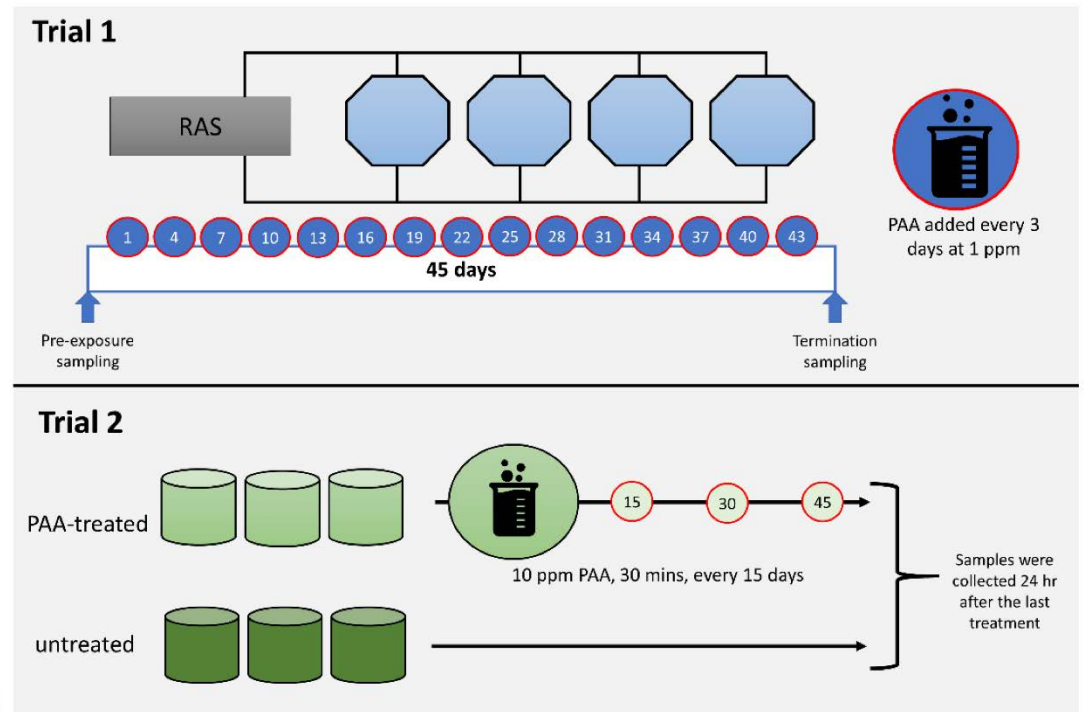 Trial 1
RAS
1 4 7 10 13 16 19 22 25 28 31 34 37 40 43
45 days
PAA added every 3
days at 1 ppm
Pre-exposure
sampling
Termination
sampling
Trial 2
PAA-treated
15 30 45
10 ppm PAA, 30 mins, every 15 days
untreated
Samples were
collected 24 hr
after the last
treatment